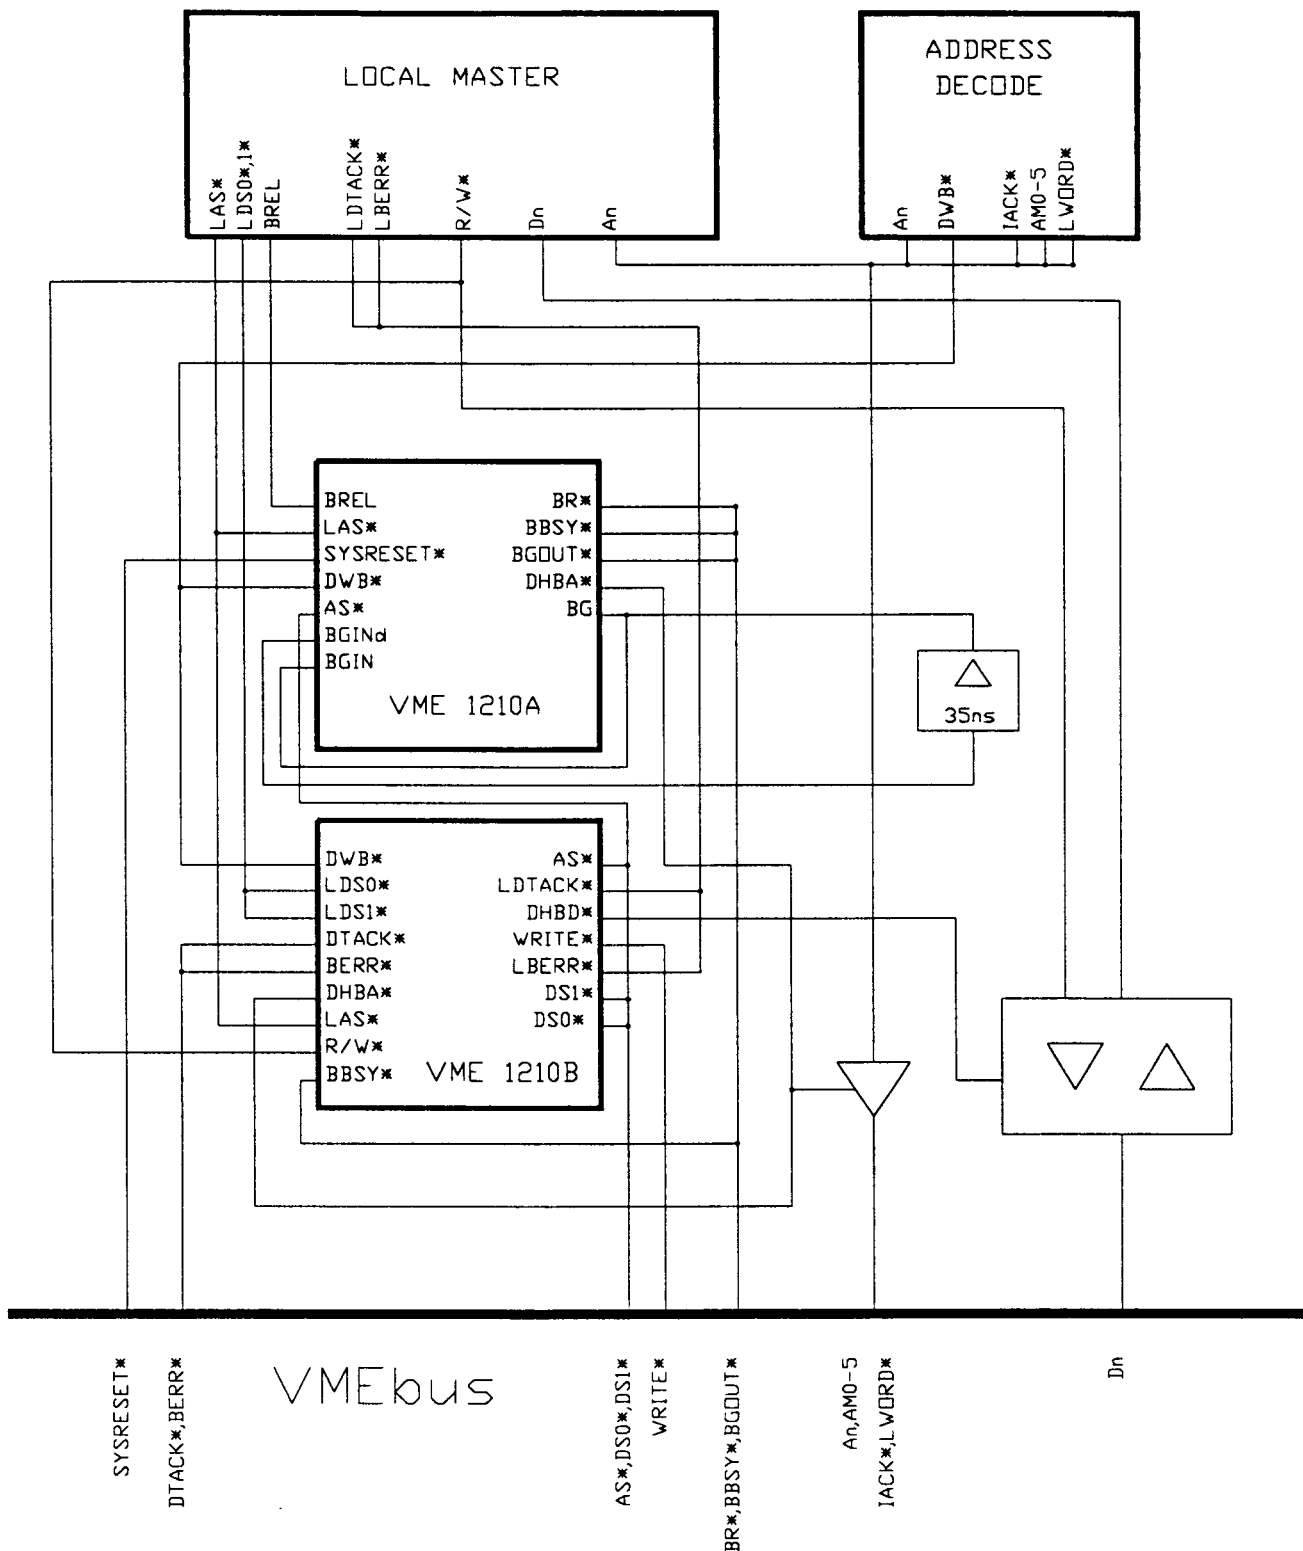 LOCAL MASTER
LAS*
LDS0*,1*
BREL
LDTACK*
LBERR*
R/W*
Dn
An
ADDRESS
DECODE
An
DWB*
IACK*
AM0-5
LWORD*
BREL
LAS*
SYSRESET*
DWB*
AS*
BGINd
BGIN
BR*
BBSY*
BGOUT*
DHBA*
BG
VME 1210A
35ns
DWB*
LDS0*
LDS1*
DTACK*
BERR*
DHBA*
LAS*
R/W*
BBSY*
AS*
LDTACK*
DHBD*
WRITE*
LBERR*
DS1*
DS0*
VME 1210B
VMEbus
SYSRESET*
DTACK*,BERR*
AS*,DS0*,DS1*
WRITE*
BR*,BBSY*,BGOUT*
An,AM0-5
IACK*,LWORD*
Dn